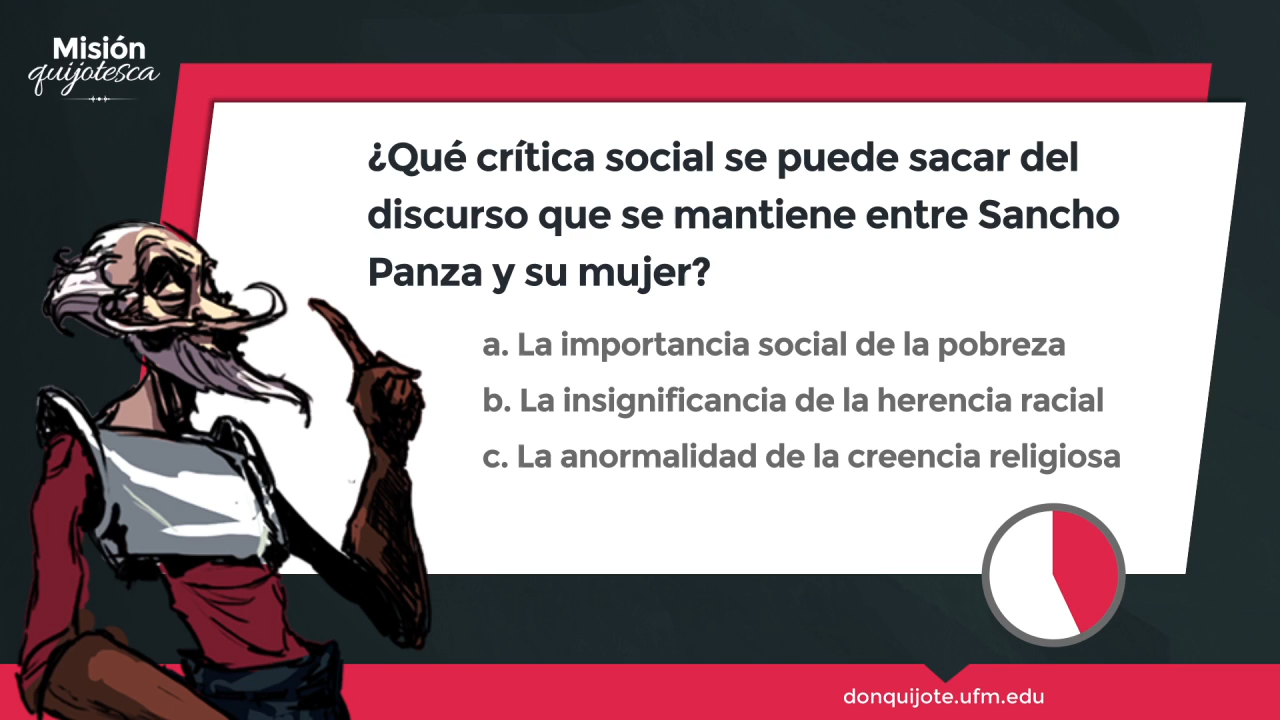 Misión
quijotesca
¿Qué crítica social se puede sacar del
discurso que se mantiene entre Sancho
Panza y su mujer?
a. La importancia social de la pobreza
b. La insignificancia de la herencia racial
c. La anormalidad de la creencia religiosa
donquijote.ufm.edu